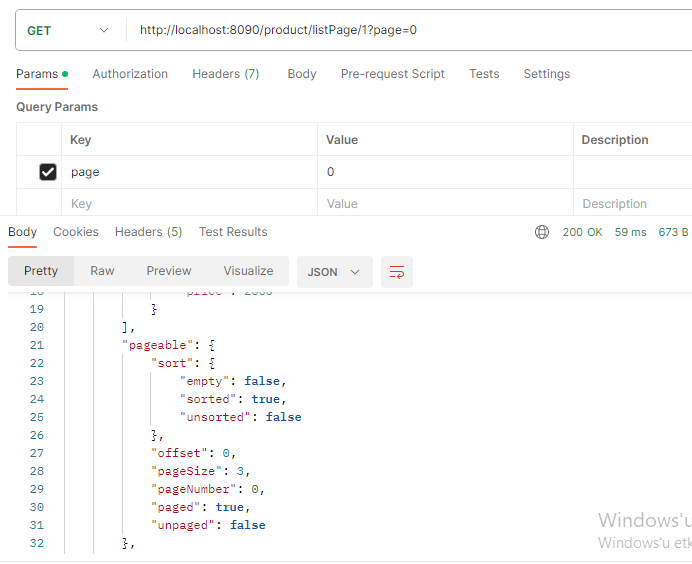 GET http://localhost:8090/product/listPage/1?page=0
Params Authorization Headers (7) Body Pre-request Script Tests Settings
Query Params
Key Value Description
page 0
Key Value Description
Body Cookies Headers (5) Test Results 200 OK 59 ms 673 B
Pretty Raw Preview Visualize JSON
19 }
20 ],
21 "pageable": {
22 "sort": {
23 "empty": false,
24 "sorted": true,
25 "unsorted": false
26 },
27 "offset": 0,
28 "pageSize": 3,
29 "pageNumber": 0,
30 "paged": true,
31 "unpaged": false
32 },
Windows'u
Windows'u etk